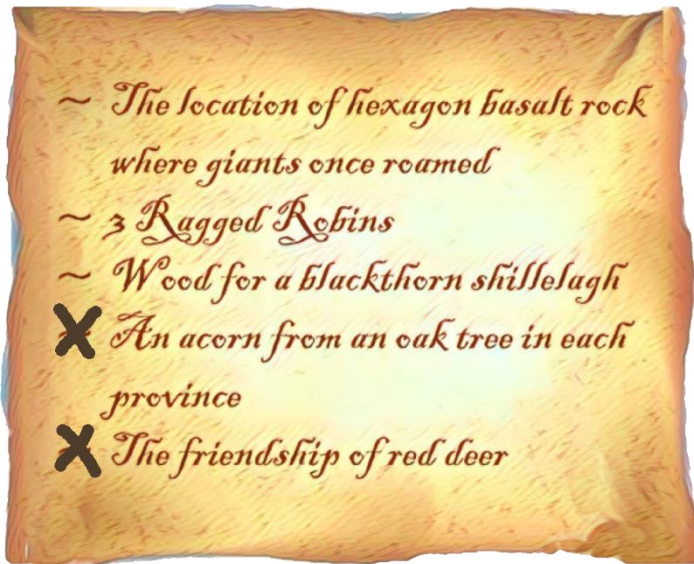 ~ The location of hexagon basalt rock
where giants once roamed
~ 3 Ragged Robins
~ Wood for a blackthorn shillelagh
X An acorn from an oak tree in each
province
X The friendship of red deer